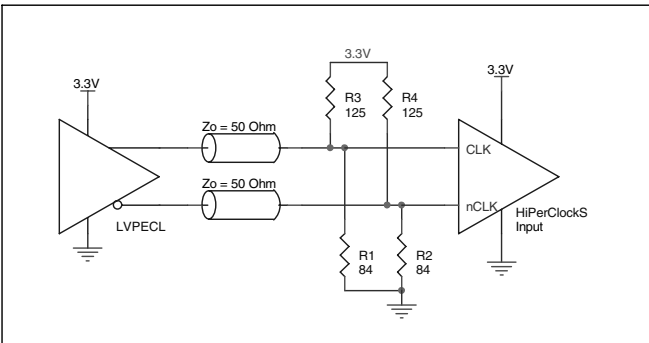 3.3V
3.3V
3.3V
R3
125
R4
125
Zo = 50 Ohm
CLK
Zo = 50 Ohm
nCLK
HiPerClockS
Input
LVPECL
R1
84
R2
84